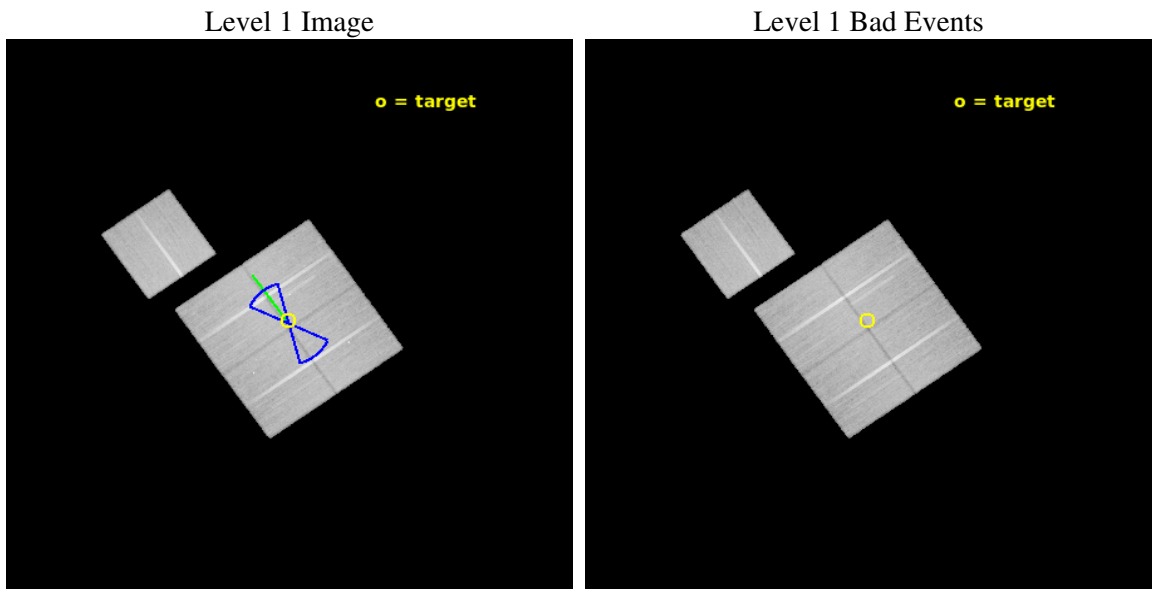 Level 1 Image
Level 1 Bad Events
o = target
o = target